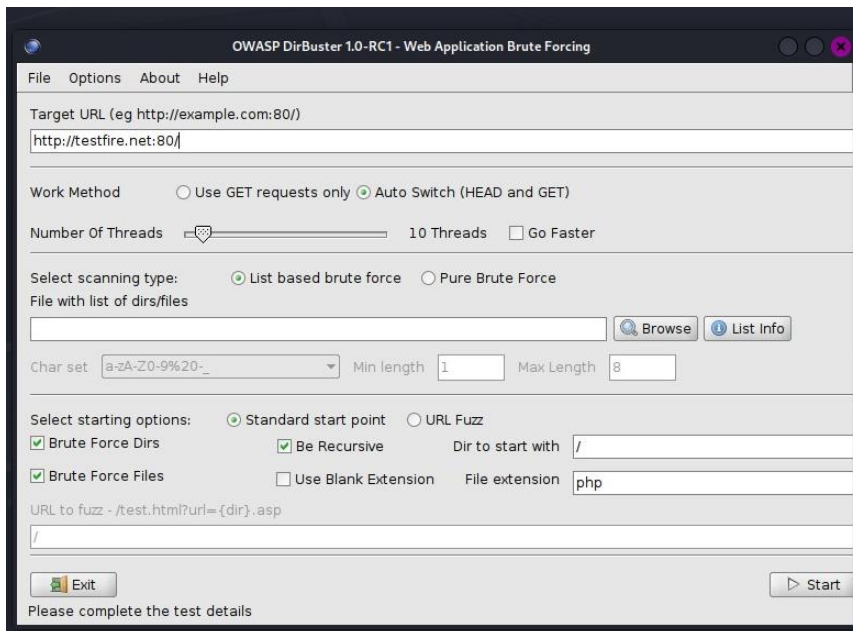 OWASP DirBuster 1.0-RC1 - Web Application Brute Forcing
File Options About Help
Target URL (eg http://example.com:80/)
http://testfire.net:80/
Work Method Use GET requests only Auto Switch (HEAD and GET)
Number Of Threads 10 Threads Go Faster
Select scanning type: List based brute force Pure Brute Force
File with list of dirs/files
Browse List Info
Char set a-zA-Z0-9%20-_ Min length 1 Max Length 8
Select starting options: Standard start point URL Fuzz
Brute Force Dirs Be Recursive Dir to start with /
Brute Force Files Use Blank Extension File extension php
URL to fuzz - /test.html?url={dir}.asp
/
Exit Start
Please complete the test details